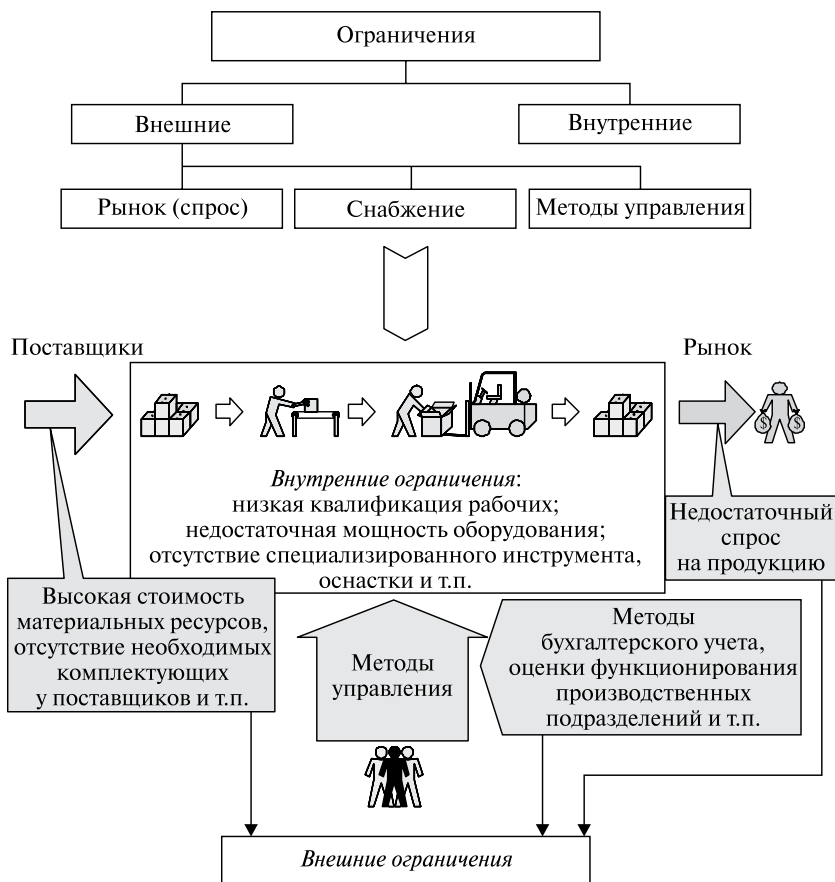 Ограничения
Внешние
Внутренние
Рынок (спрос)
Снабжение
Методы управления
Поставщики
Рынок
$ $
Внутренние ограничения:
низкая квалификация рабочих;
недостаточная мощность оборудования;
отсутствие специализированного инструмента,
оснастки и т.п.
Недостаточный
спрос
на продукцию
Высокая стоимость
материальных ресурсов,
отсутствие необходимых
комплектующих
у поставщиков и т.п.
Методы
управления
Методы
бухгалтерского учета,
оценки функционирования
производственных
подразделений и т.п.
Внешние ограничения